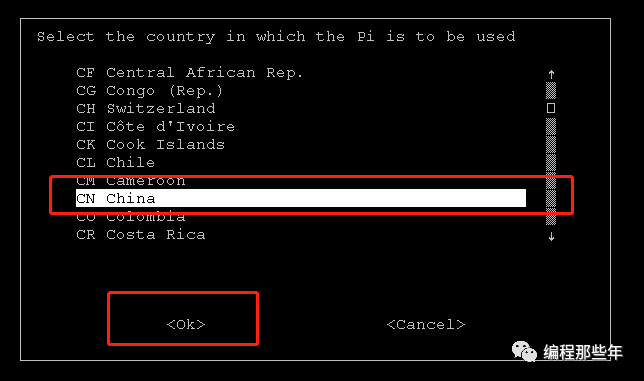 Select the country in which the Pi is to be used
CF Central African Rep.
CG Congo (Rep.)
CH Switzerland
CI Côte d'Ivoire
CK Cook Islands
CL Chile
CM Cameroon
CN China
CO Colombia
CR Costa Rica
<Ok> <Cancel>
编程那些年